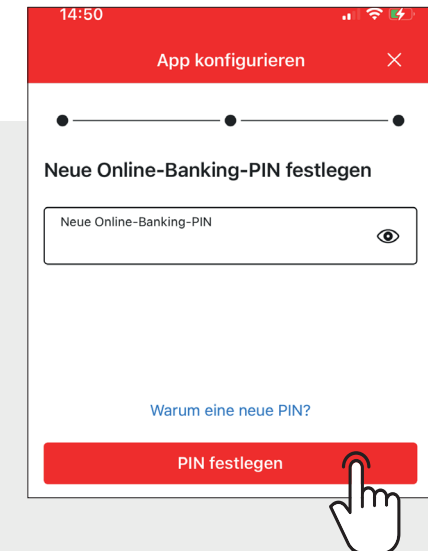 14:50
App konfigurieren
Neue Online-Banking-PIN festlegen
Neue Online-Banking-PIN
Warum eine neue PIN?
PIN festlegen